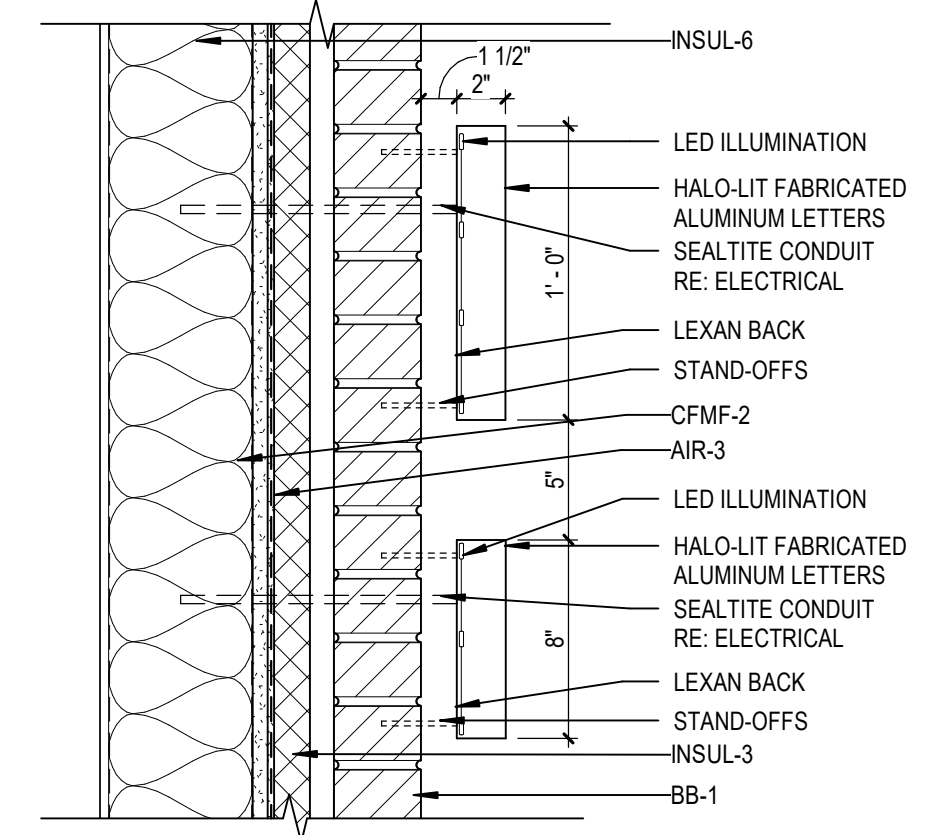 INSUL-6
1 1/2"
2"
LED ILLUMINATION
HALO-LIT FABRICATED
ALUMINUM LETTERS
SEALTITE CONDUIT
RE: ELECTRICAL
1' - 0"
LEXAN BACK
STAND-OFFS
CFMF-2
AIR-3
5"
LED ILLUMINATION
HALO-LIT FABRICATED
ALUMINUM LETTERS
SEALTITE CONDUIT
RE: ELECTRICAL
8"
LEXAN BACK
STAND-OFFS
INSUL-3
BB-1